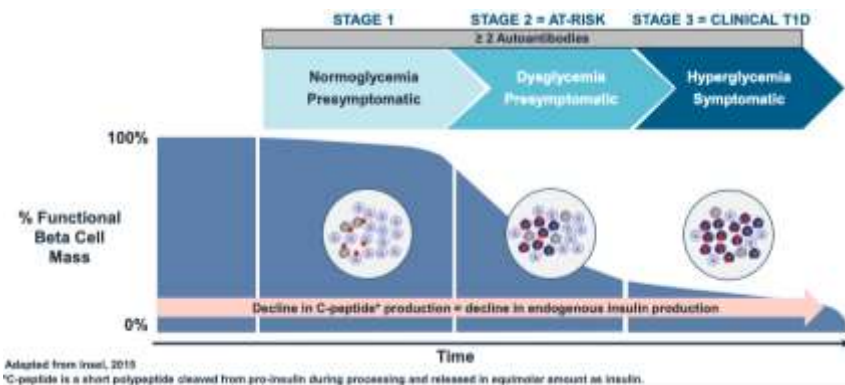 STAGE 1
STAGE 2 = AT-RISK
STAGE 3 = CLINICAL T1D
≥ 2 Autoantibodies
Normoglycemia
Presymptomatic
Dysglycemia
Presymptomatic
Hyperglycemia
Symptomatic
100%
% Functional
Beta Cell
Mass
Decline in C-peptide* production = decline in endogenous insulin production
0%
Time
Adapted from Insel, 2015
*C-peptide is a short polypeptide cleaved from pro-insulin during processing and released in equimolar amount as insulin.